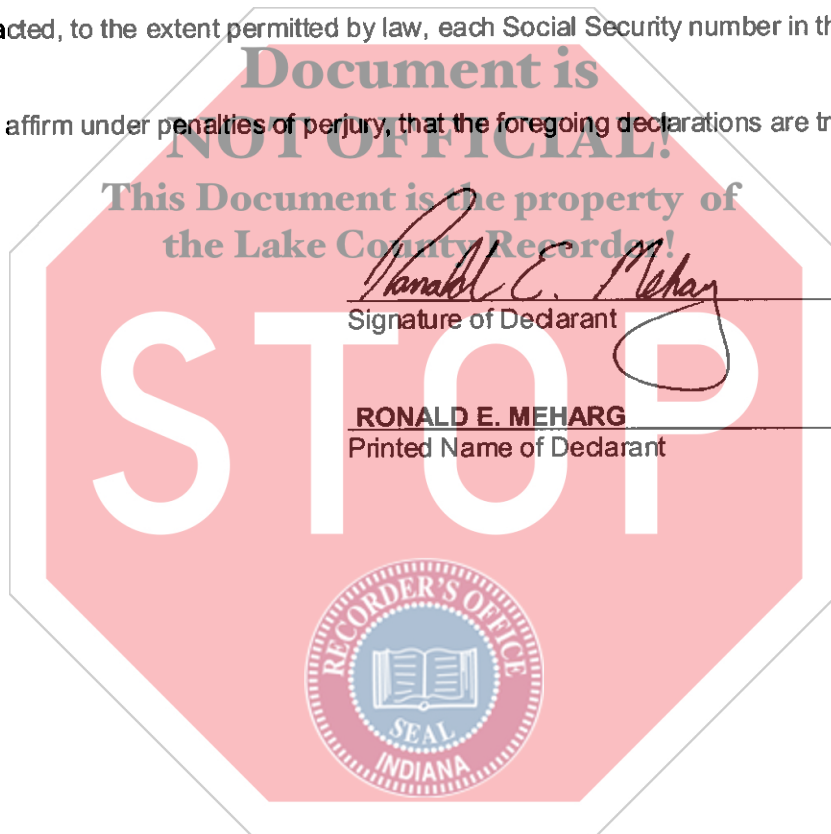 acted, to the extent permitted by law, each Social Security number in th
Document is
affirm under penalties of perjury, that the foregoing declarations are tr
NOT OFFICIAL!
This Document is the property of
the Lake County Recorder!
Ronald E. Meharg
Signature of Declarant
STOP
RONALD E. MEHARG
Printed Name of Declarant
RECORDER'S OFFICE
SEAL
INDIANA